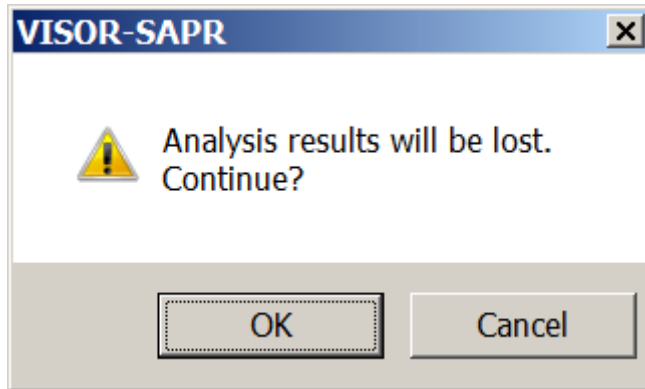 VISOR-SAPR
Analysis results will be lost.
Continue?
OK
Cancel